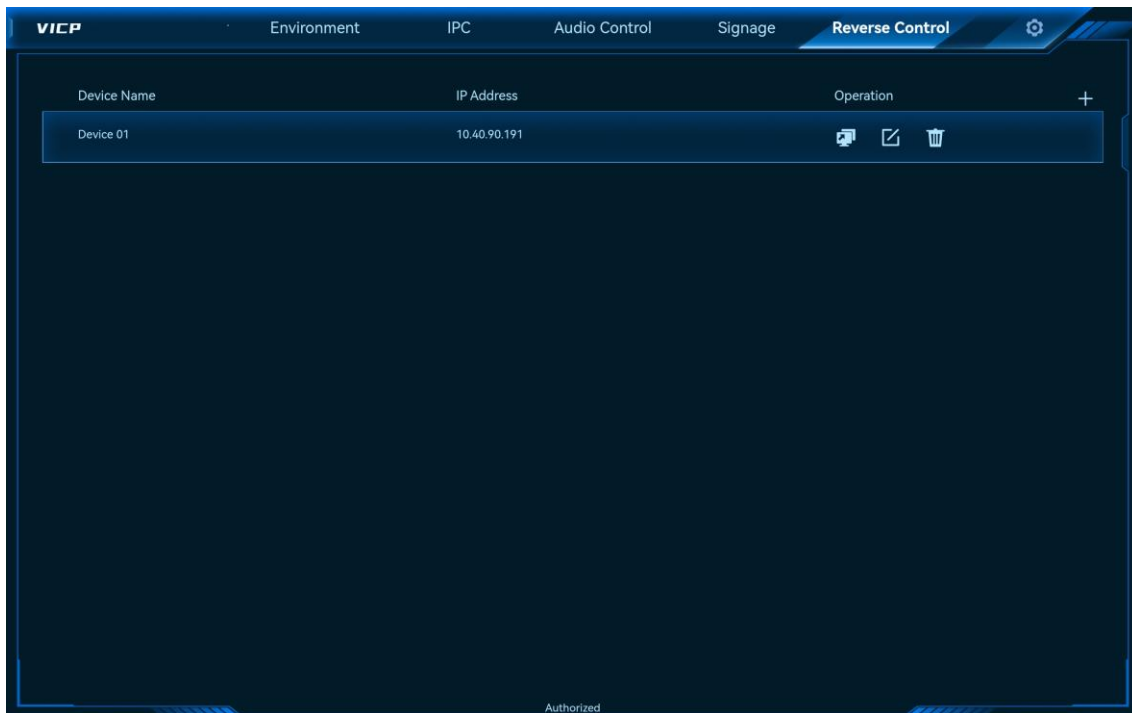 VICP Environment IPC Audio Control Signage Reverse Control
Device Name IP Address Operation
Device 01 10.40.90.191
Authorized